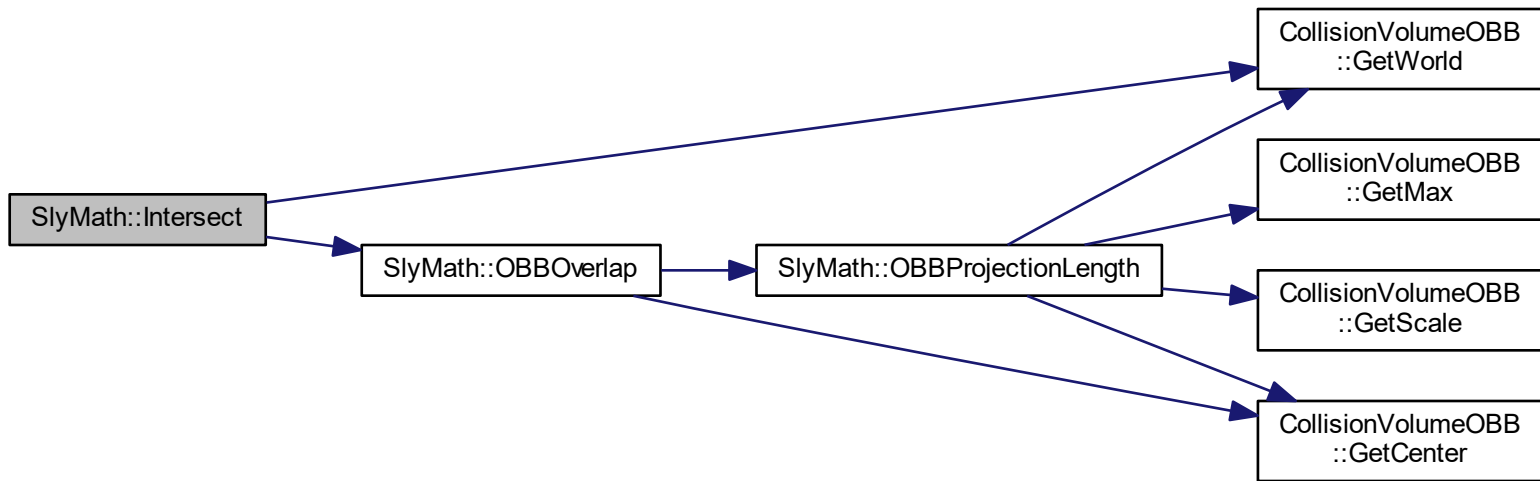 SlyMath::Intersect
SlyMath::OBBOverlap
SlyMath::OBBProjectionLength
CollisionVolumeOBB
::GetWorld
CollisionVolumeOBB
::GetMax
CollisionVolumeOBB
::GetScale
CollisionVolumeOBB
::GetCenter